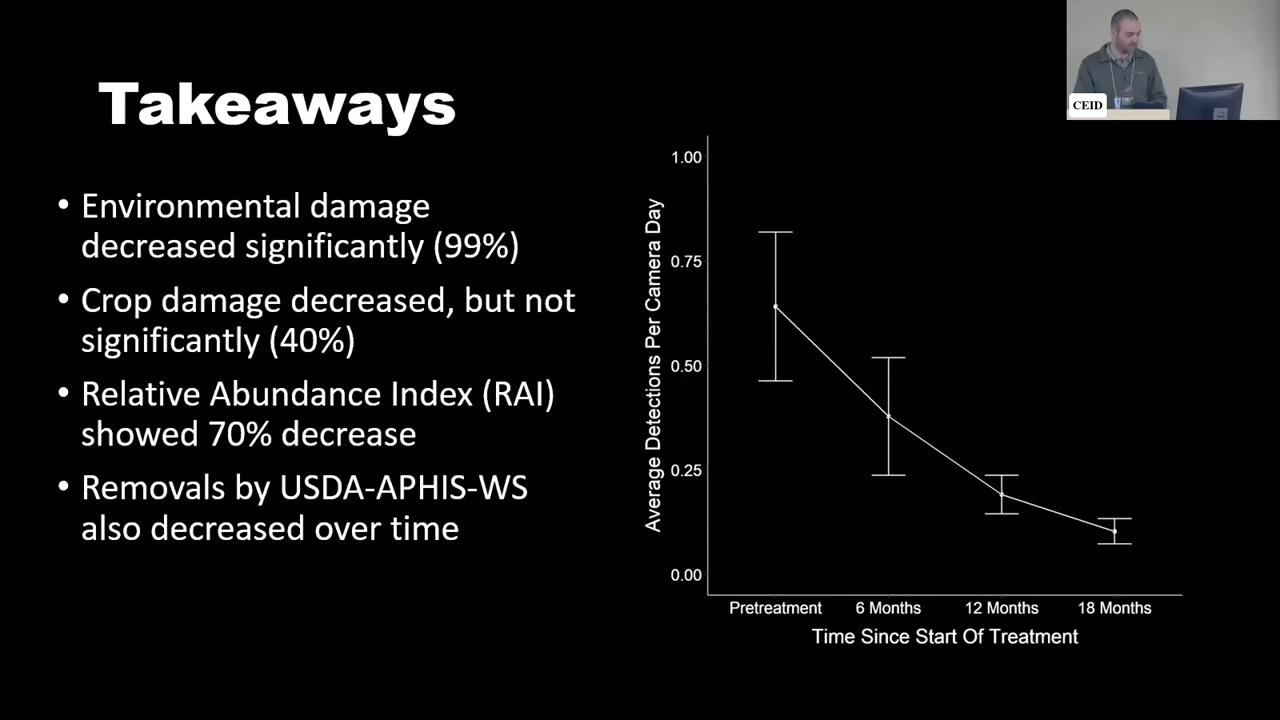 Takeaways
• Environmental damage
decreased significantly (99%)
• Crop damage decreased, but not
significantly (40%)
• Relative Abundance Index (RAI)
showed 70% decrease
• Removals by USDA-APHIS-WS
also decreased over time
CEID
Average Detections Per Camera Day
1.00
0.75
0.50
0.25
0.00
Pretreatment 6 Months 12 Months 18 Months
Time Since Start Of Treatment